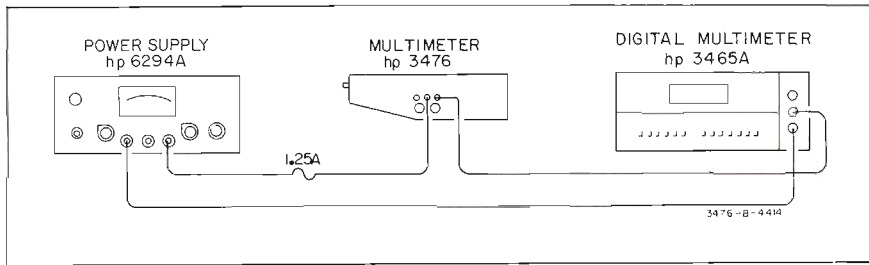 POWER SUPPLY
hp 6294A
MULTIMETER
hp 3476
DIGITAL MULTIMETER
hp 3465A
1.25A
3476-B-4414